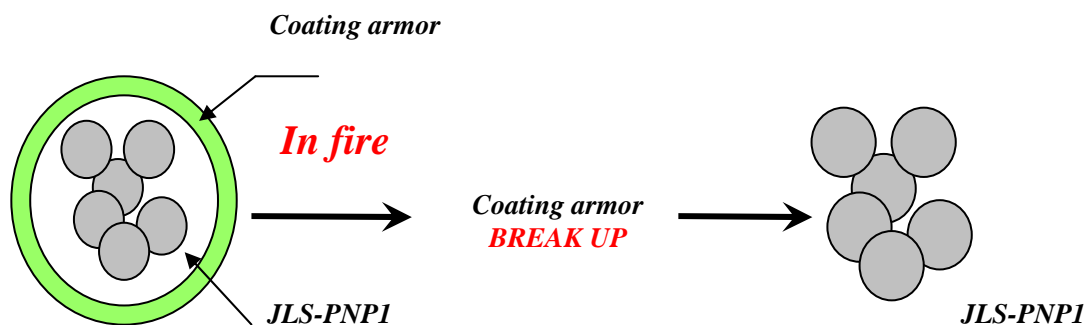 Coating armor
In fire
Coating armor
BREAK UP
JLS-PNP1
JLS-PNP1